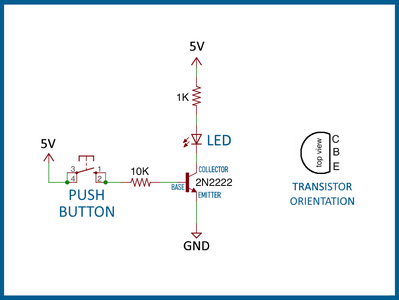 5V
1K
LED
5V
3 1
4 2
PUSH
BUTTON
10K
COLLECTOR
BASE
2N2222
EMITTER
GND
top view
C
B
E
TRANSISTOR
ORIENTATION